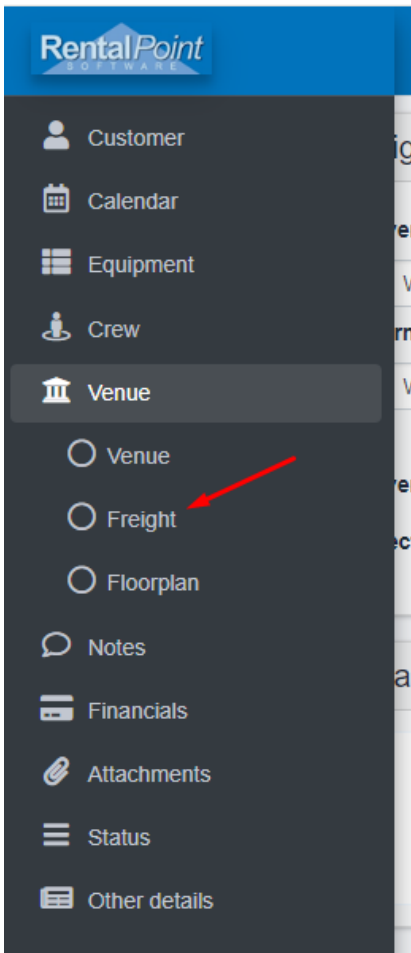 RentalPoint
SOFTWARE
Customer
Calendar
Equipment
Crew
Venue
Venue
Freight
Floorplan
Notes
Financials
Attachments
Status
Other details